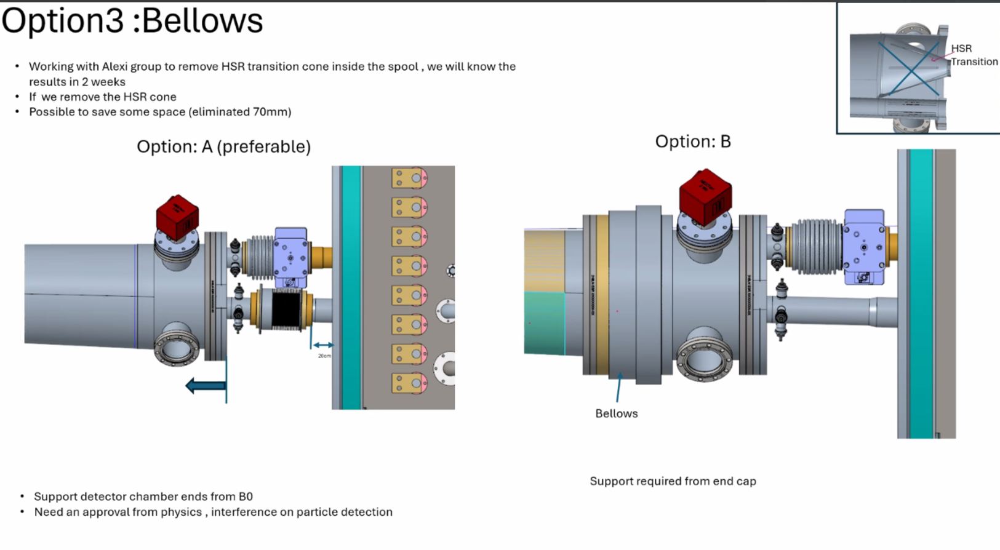 Option3 :Bellows
• Working with Alexi group to remove HSR transition cone inside the spool , we will know the
results in 2 weeks
• If we remove the HSR cone
• Possible to save some space (eliminated 70mm)
HSR
Transition
Option: A (preferable)
Option: B
20cm
Bellows
Support required from end cap
• Support detector chamber ends from B0
• Need an approval from physics , interference on particle detection